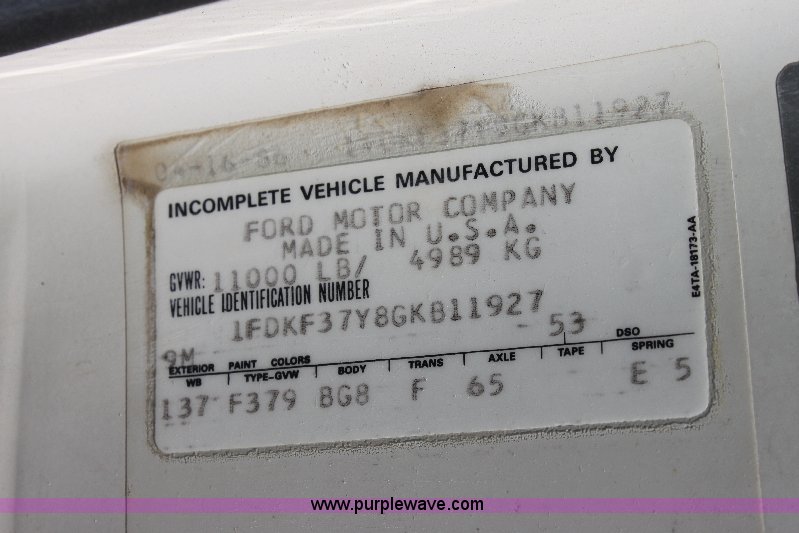 INCOMPLETE VEHICLE MANUFACTURED BY
FORD MOTOR COMPANY
MADE IN U.S.A.
GVWR: 11000 LB/ 4989 KG
VEHICLE IDENTIFICATION NUMBER
1FDKF37Y8GKB11927
9M - 53
EXTERIOR PAINT COLORS DSO
WB TYPE-GVW BODY TRANS AXLE TAPE SPRING
137 F379 BG8 F 65 E 5
E4TA-18173-AA
www.purplewave.com